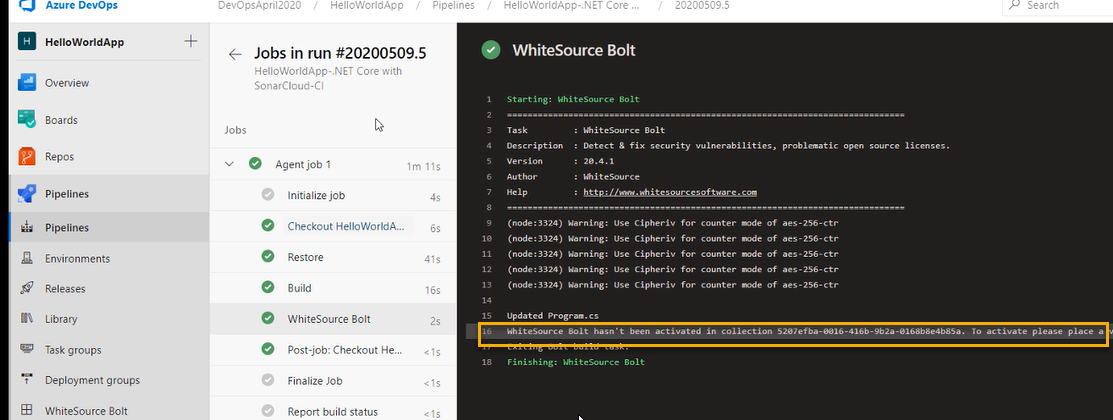 Azure DevOps
DevOpsApril2020 / HelloWorldApp / Pipelines / HelloWorldApp-.NET Core ... / 20200509.5
Search
H HelloWorldApp +
Overview
Boards
Repos
Pipelines
Pipelines
Environments
Releases
Library
Task groups
Deployment groups
WhiteSource Bolt
Jobs in run #20200509.5
HelloWorldApp-.NET Core with
SonarCloud-CI
Jobs
Agent job 1 1m 11s
Initialize job 4s
Checkout HelloWorldA... 6s
Restore 41s
Build 16s
WhiteSource Bolt 2s
Post-job: Checkout He... <1s
Finalize Job <1s
Report build status <1s
WhiteSource Bolt
1 Starting: WhiteSource Bolt
2 ==============================================================================
3 Task : WhiteSource Bolt
4 Description : Detect & fix security vulnerabilities, problematic open source licenses.
5 Version : 20.4.1
6 Author : WhiteSource
7 Help : http://www.whitesourcesoftware.com
8 ==============================================================================
9 (node:3324) Warning: Use Cipheriv for counter mode of aes-256-ctr
10 (node:3324) Warning: Use Cipheriv for counter mode of aes-256-ctr
11 (node:3324) Warning: Use Cipheriv for counter mode of aes-256-ctr
12 (node:3324) Warning: Use Cipheriv for counter mode of aes-256-ctr
13 (node:3324) Warning: Use Cipheriv for counter mode of aes-256-ctr
14
15 Updated Program.cs
16 WhiteSource Bolt hasn't been activated in collection 5207efba-0016-416b-9b2a-0168b8e4b85a. To activate please place a v
17 Exiting Bolt build task.
18 Finishing: WhiteSource Bolt